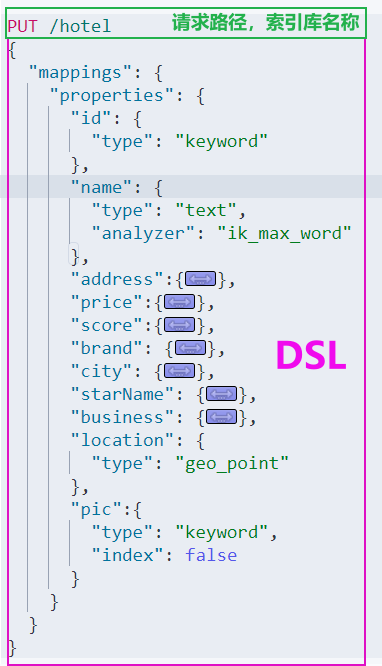 PUT /hotel 请求路径，索引库名称
{
  "mappings": {
    "properties": {
      "id": {
        "type": "keyword"
      },
      "name": {
        "type": "text",
        "analyzer": "ik_max_word"
      },
      "address":{},
      "price":{},
      "score":{},
      "brand": {},
      "city": {},
      "starName": {},
      "business": {},
      "location": {
        "type": "geo_point"
      },
      "pic":{
        "type": "keyword",
        "index": false
      }
    }
  }
}
DSL